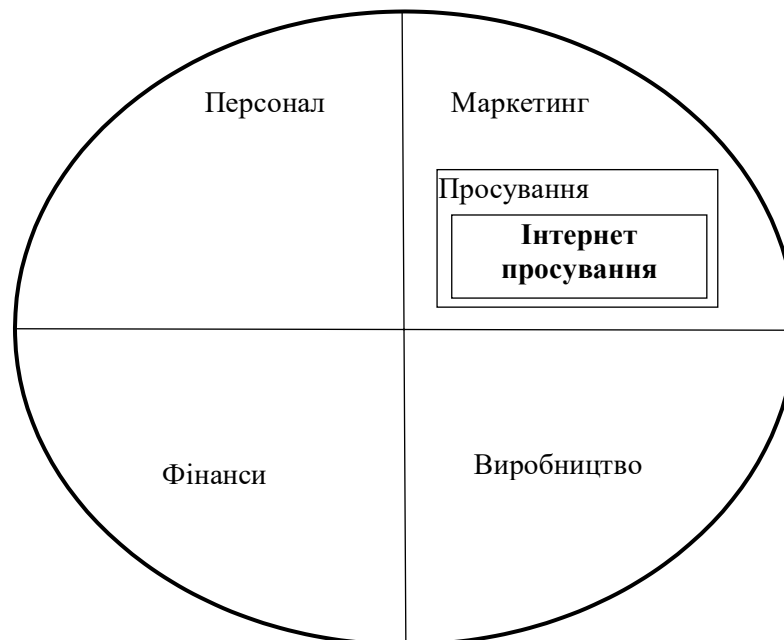 Персонал
Маркетинг
Просування
Інтернет
просування
Фінанси
Виробництво